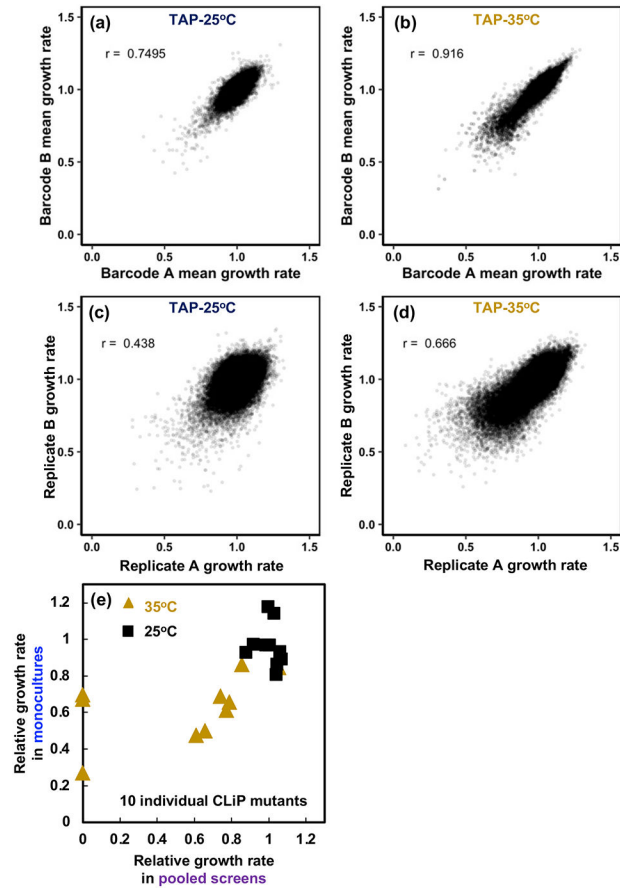 (a)
TAP-25ºC
r = 0.7495
Barcode B mean growth rate
1.5
1.0
0.5
0.0
0.0 0.5 1.0 1.5
Barcode A mean growth rate
(b)
TAP-35ºC
r = 0.916
Barcode B mean growth rate
1.5
1.0
0.5
0.0
0.0 0.5 1.0 1.5
Barcode A mean growth rate
(c)
TAP-25ºC
r = 0.438
Replicate B growth rate
1.5
1.0
0.5
0.0
0.0 0.5 1.0 1.5
Replicate A growth rate
(d)
TAP-35ºC
r = 0.666
Replicate B growth rate
1.5
1.0
0.5
0.0
0.0 0.5 1.0 1.5
Replicate A growth rate
(e)
35ºC
25ºC
Relative growth rate
in monocultures
1.2
1
0.8
0.6
0.4
0.2
0
10 individual CLiP mutants
0 0.2 0.4 0.6 0.8 1 1.2
Relative growth rate
in pooled screens